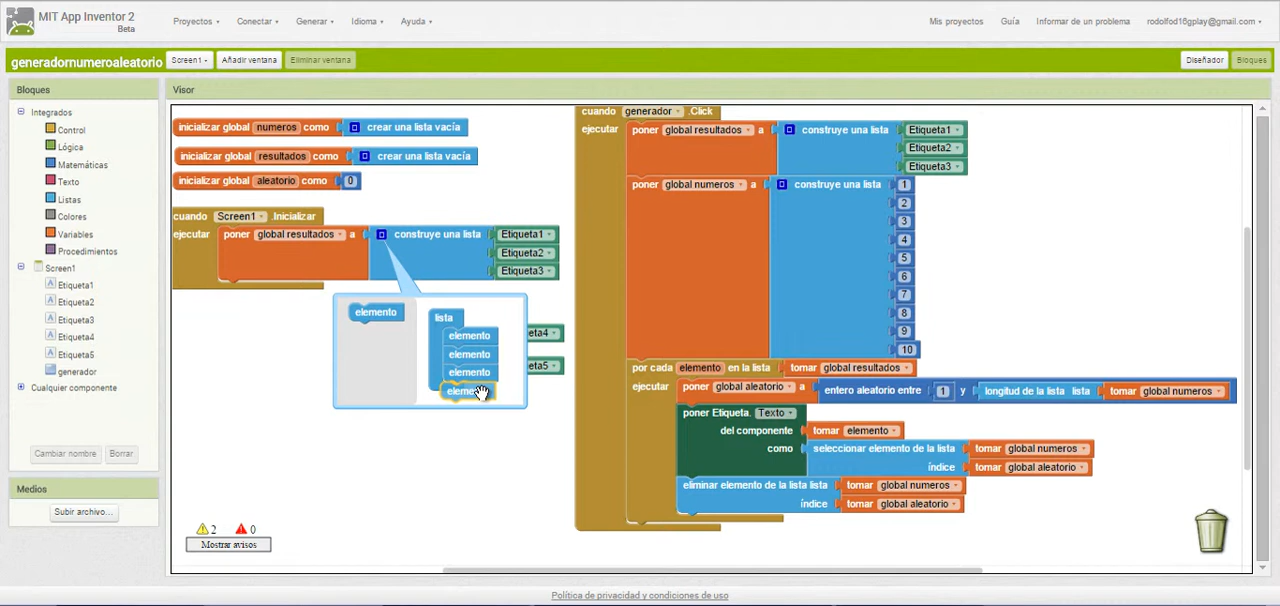 MIT App Inventor 2
Beta
Proyectos Conectar Generar Idioma Ayuda
Mis proyectos Guía Informar de un problema rodolfod16gplay@gmail.com
generadornumeroaleatorio Screen1 Añadir ventana Eliminar ventana Diseñador Bloques
Bloques
Integrados
Control
Lógica
Matemáticas
Texto
Listas
Colores
Variables
Procedimientos
Screen1
Etiqueta1
Etiqueta2
Etiqueta3
Etiqueta4
Etiqueta5
generador
Cualquier componente
Cambiar nombre Borrar
Medios
Subir archivo...
Visor
inicializar global numeros como crear una lista vacía
inicializar global resultados como crear una lista vacía
inicializar global aleatorio como 0
cuando Screen1 .Inicializar
ejecutar poner global resultados a construye una lista Etiqueta1
Etiqueta2
Etiqueta3
elemento
lista
elemento
elemento
elemento
eta4
eta5
2 0
Mostrar avisos
cuando generador .Click
ejecutar poner global resultados a construye una lista Etiqueta1
Etiqueta2
Etiqueta3
poner global numeros a construye una lista 1
2
3
4
5
6
7
8
9
10
por cada elemento en la lista tomar global resultados
ejecutar poner global aleatorio a entero aleatorio entre 1 y longitud de la lista lista tomar global numeros
poner Etiqueta. Texto
del componente tomar elemento
como seleccionar elemento de la lista tomar global numeros
índice tomar global aleatorio
eliminar elemento de la lista lista tomar global numeros
índice tomar global aleatorio
Política de privacidad y condiciones de uso